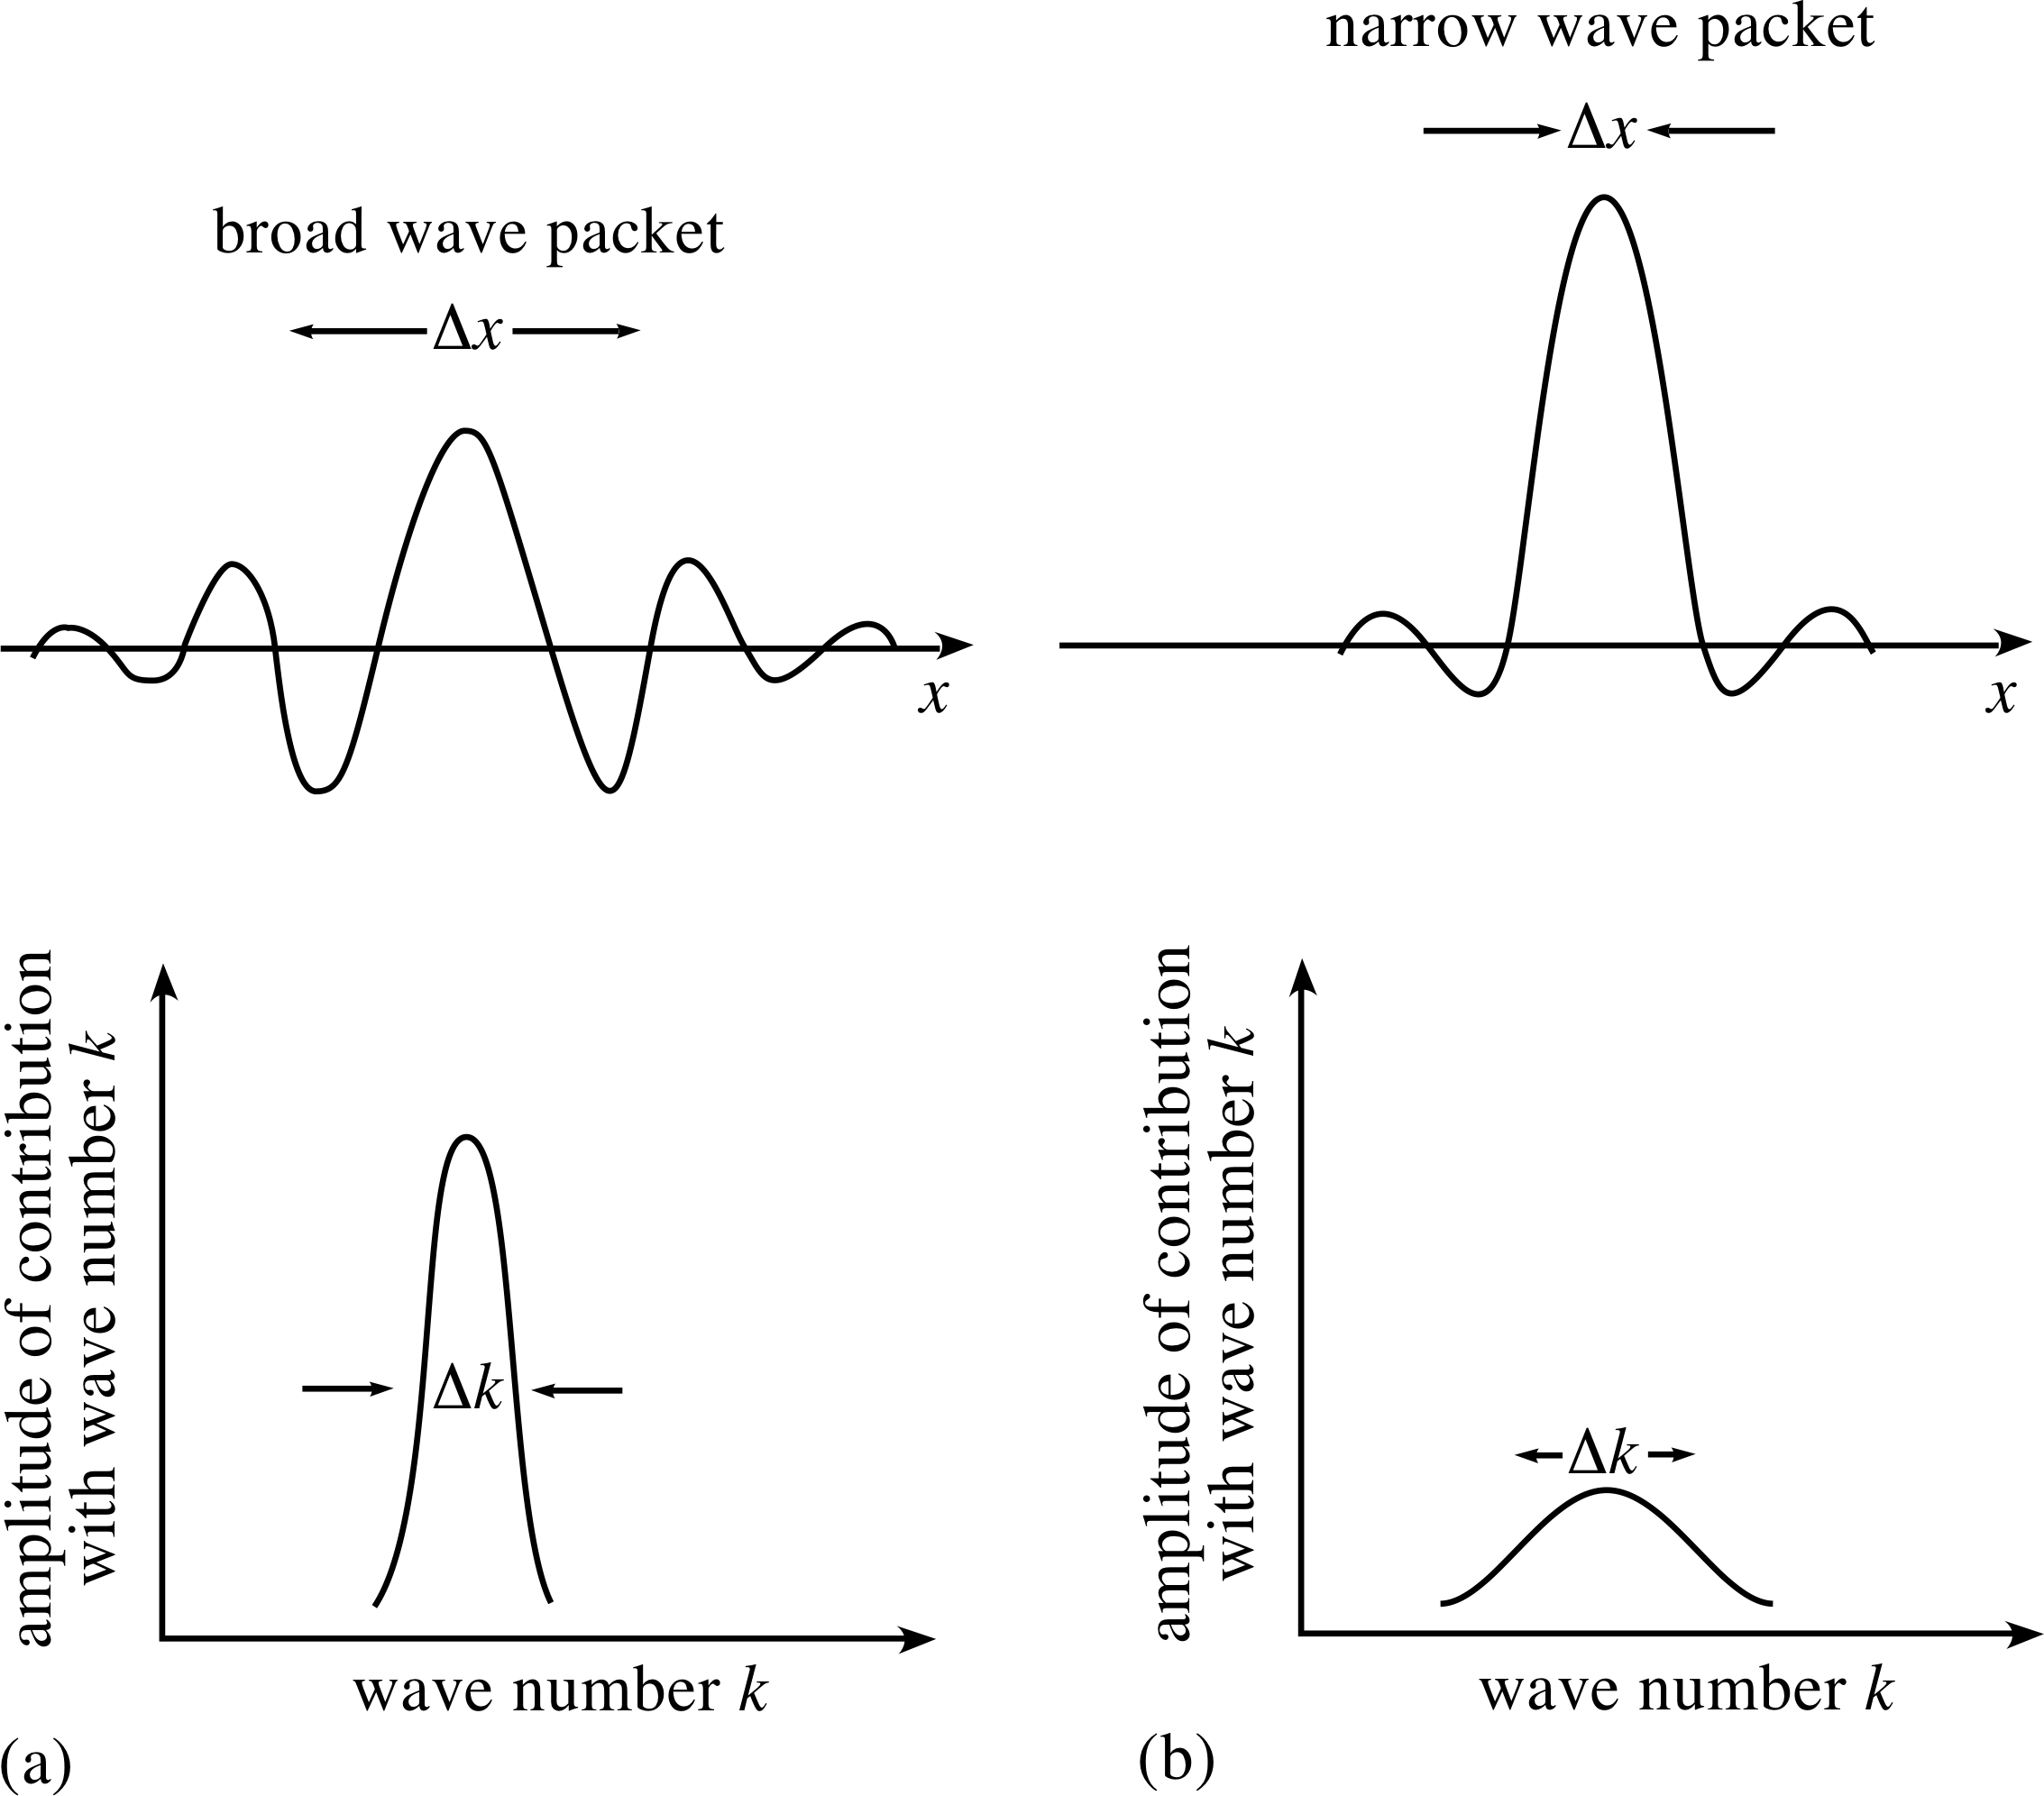 broad wave packet
Δx
x
amplitude of contribution
with wave number k
Δk
wave number k
(a)
narrow wave packet
Δx
x
amplitude of contribution
with wave number k
Δk
wave number k
(b)